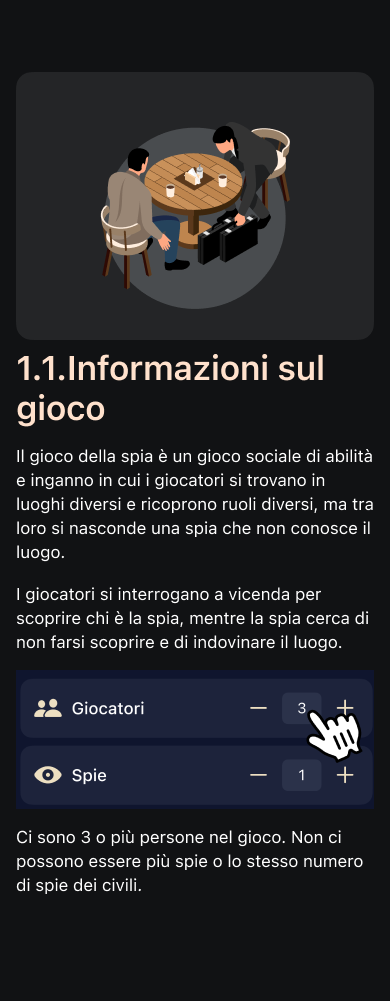 1.1.Informazioni sul
gioco
Il gioco della spia è un gioco sociale di abilità
e inganno in cui i giocatori si trovano in
luoghi diversi e ricoprono ruoli diversi, ma tra
loro si nasconde una spia che non conosce il
luogo.
I giocatori si interrogano a vicenda per
scoprire chi è la spia, mentre la spia cerca di
non farsi scoprire e di indovinare il luogo.
Giocatori — 3 +
Spie — 1 +
Ci sono 3 o più persone nel gioco. Non ci
possono essere più spie o lo stesso numero
di spie dei civili.